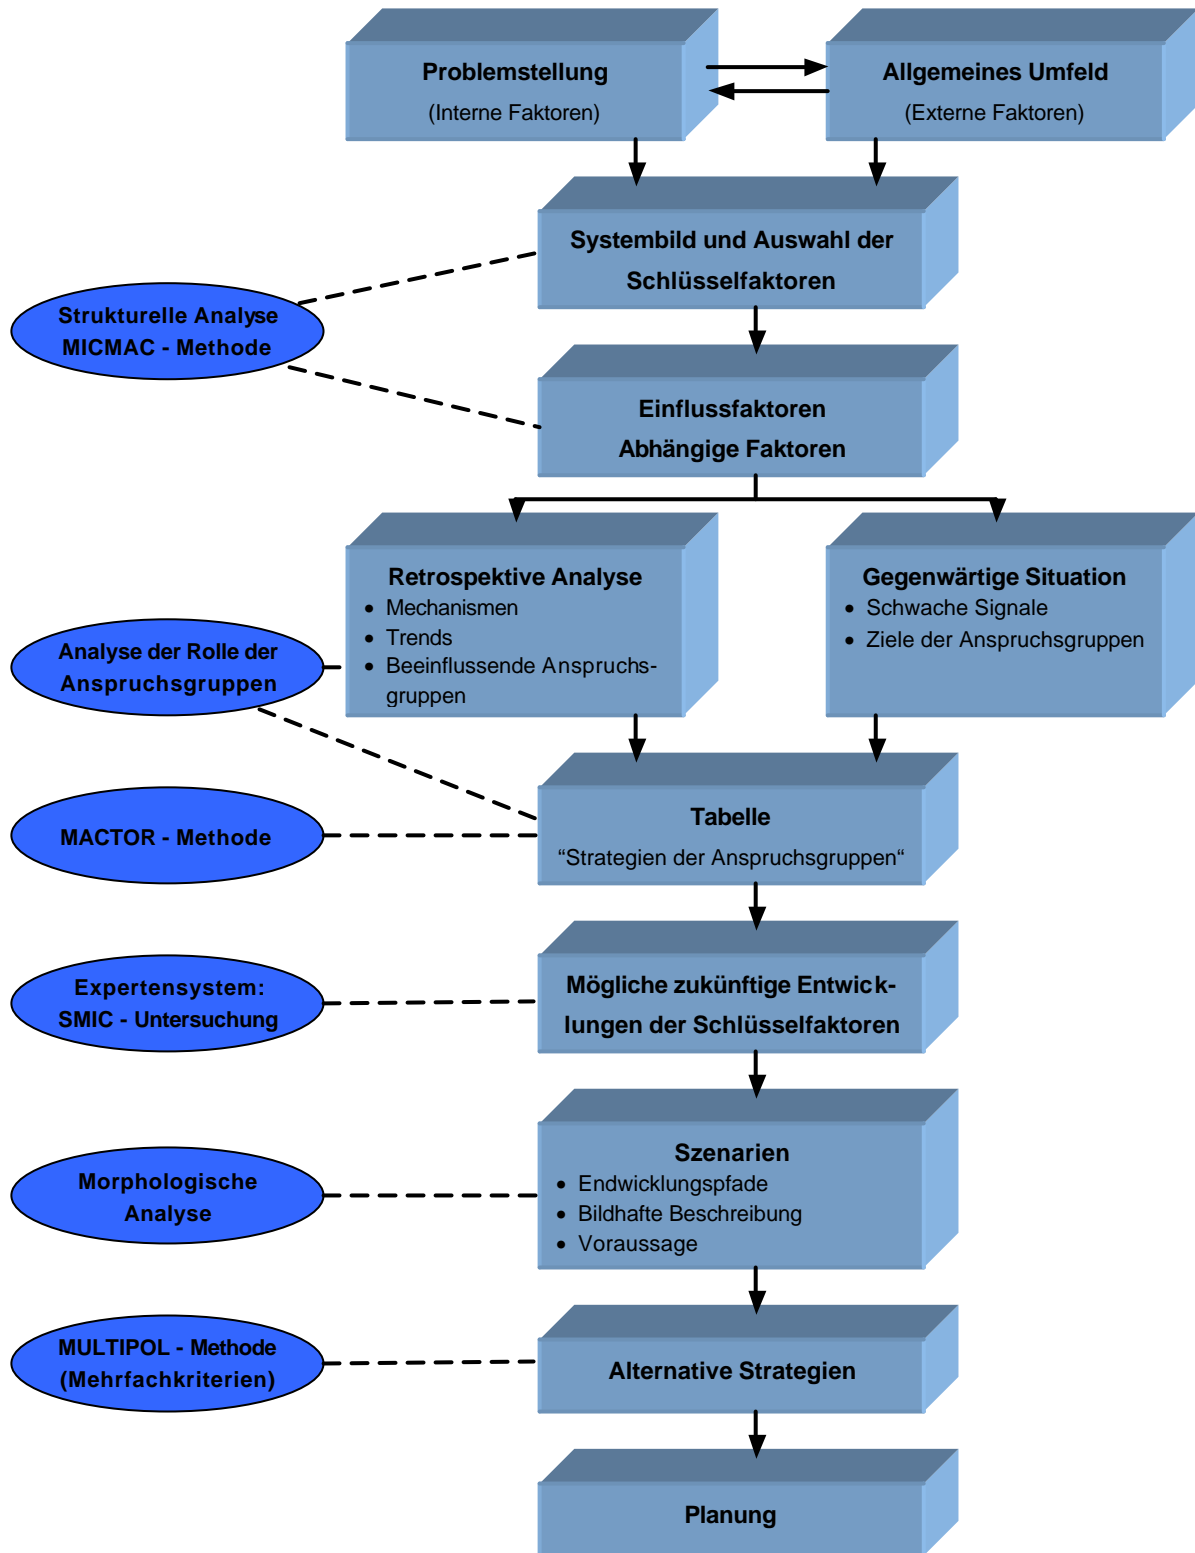 Problemstellung
(Interne Faktoren)
Allgemeines Umfeld
(Externe Faktoren)
Systembild und Auswahl der
Schlüsselfaktoren
Strukturelle Analyse
MICMAC - Methode
Einflussfaktoren
Abhängige Faktoren
Retrospektive Analyse
• Mechanismen
• Trends
• Beeinflussende Anspruchs-
gruppen
Gegenwärtige Situation
• Schwache Signale
• Ziele der Anspruchsgruppen
Analyse der Rolle der
Anspruchsgruppen
Tabelle
“Strategien der Anspruchsgruppen“
MACTOR - Methode
Mögliche zukünftige Entwick-
lungen der Schlüsselfaktoren
Expertensystem:
SMIC - Untersuchung
Szenarien
• Endwicklungspfade
• Bildhafte Beschreibung
• Voraussage
Morphologische
Analyse
MULTIPOL - Methode
(Mehrfachkriterien)
Alternative Strategien
Planung